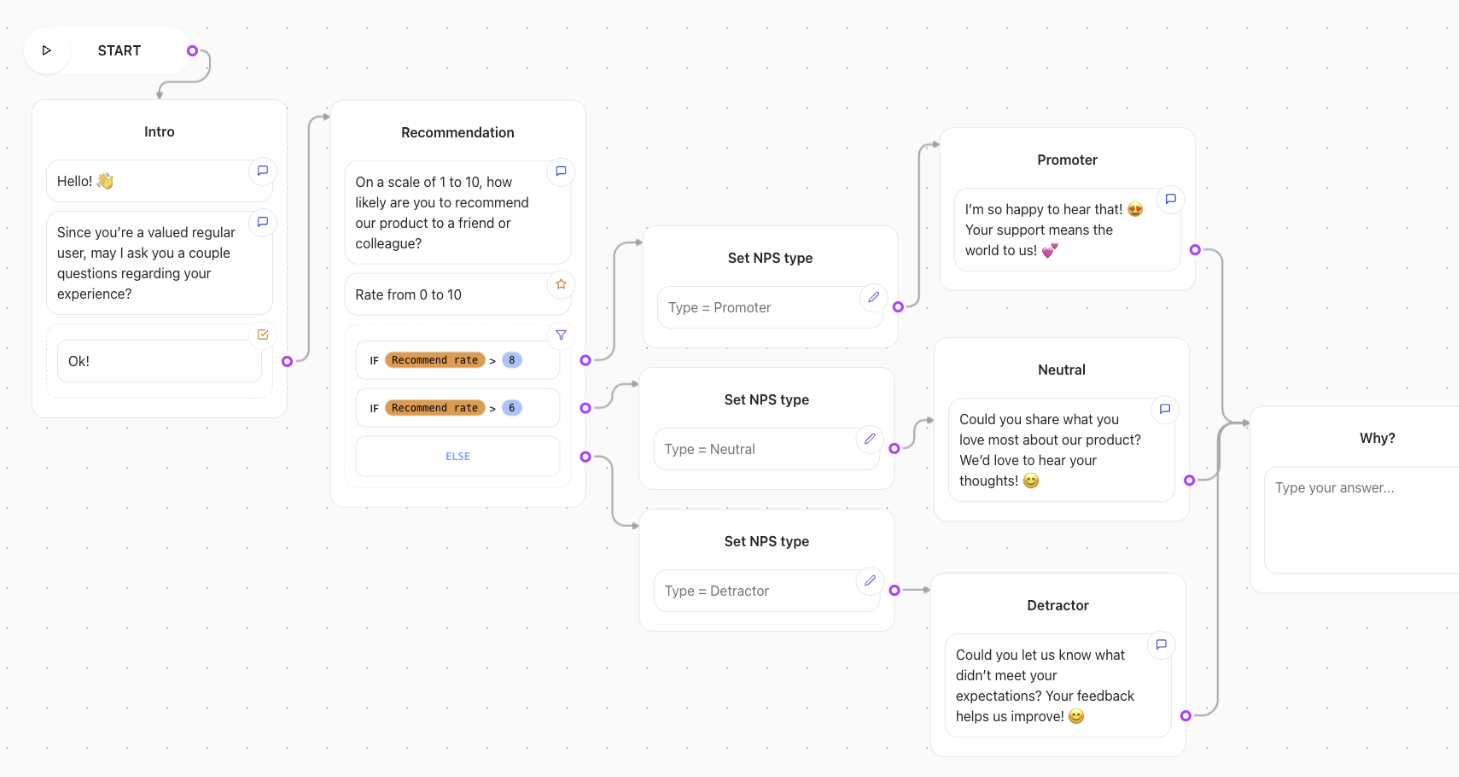 START
Intro
Hello! 👋
Since you’re a valued regular
user, may I ask you a couple
questions regarding your
experience?
Ok!
Recommendation
On a scale of 1 to 10, how
likely are you to recommend
our product to a friend or
colleague?
Rate from 0 to 10
IF Recommend rate > 8
IF Recommend rate > 6
ELSE
Set NPS type
Type = Promoter
Set NPS type
Type = Neutral
Set NPS type
Type = Detractor
Promoter
I’m so happy to hear that! 😍
Your support means the
world to us! 💕
Neutral
Could you share what you
love most about our product?
We’d love to hear your
thoughts! 😊
Detractor
Could you let us know what
didn’t meet your
expectations? Your feedback
helps us improve! 😊
Why?
Type your answer...